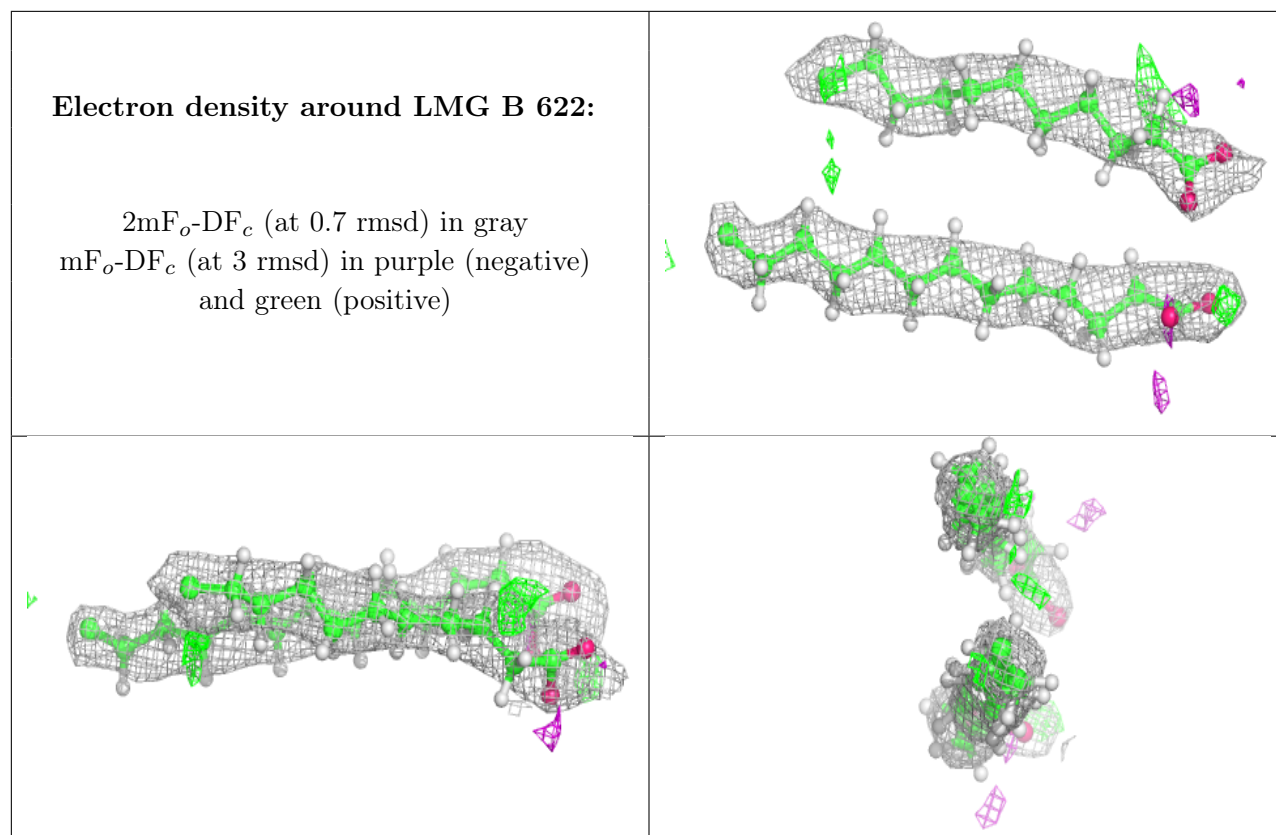 Electron density around LMG B 622:
2mFo-DFc (at 0.7 rmsd) in gray
mFo-DFc (at 3 rmsd) in purple (negative)
and green (positive)